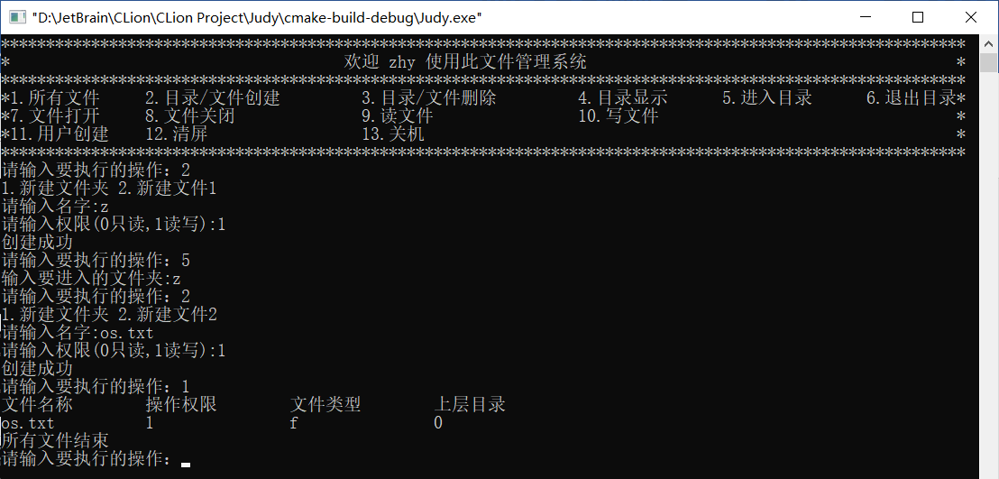 "D:\JetBrain\CLion\CLion Project\Judy\cmake-build-debug\Judy.exe"
***********************************************************************************************************
* 欢迎 zhy 使用此文件管理系统 *
***********************************************************************************************************
*1.所有文件 2.目录/文件创建 3.目录/文件删除 4.目录显示 5.进入目录 6.退出目录*
*7.文件打开 8.文件关闭 9.读文件 10.写文件 *
*11.用户创建 12.清屏 13.关机 *
***********************************************************************************************************
请输入要执行的操作：2
1.新建文件夹 2.新建文件1
请输入名字:z
请输入权限(0只读,1读写):1
创建成功
请输入要执行的操作：5
输入要进入的文件夹:z
请输入要执行的操作：2
1.新建文件夹 2.新建文件2
请输入名字:os.txt
请输入权限(0只读,1读写):1
创建成功
请输入要执行的操作：1
文件名称 操作权限 文件类型 上层目录
os.txt 1 f 0
所有文件结束
请输入要执行的操作：